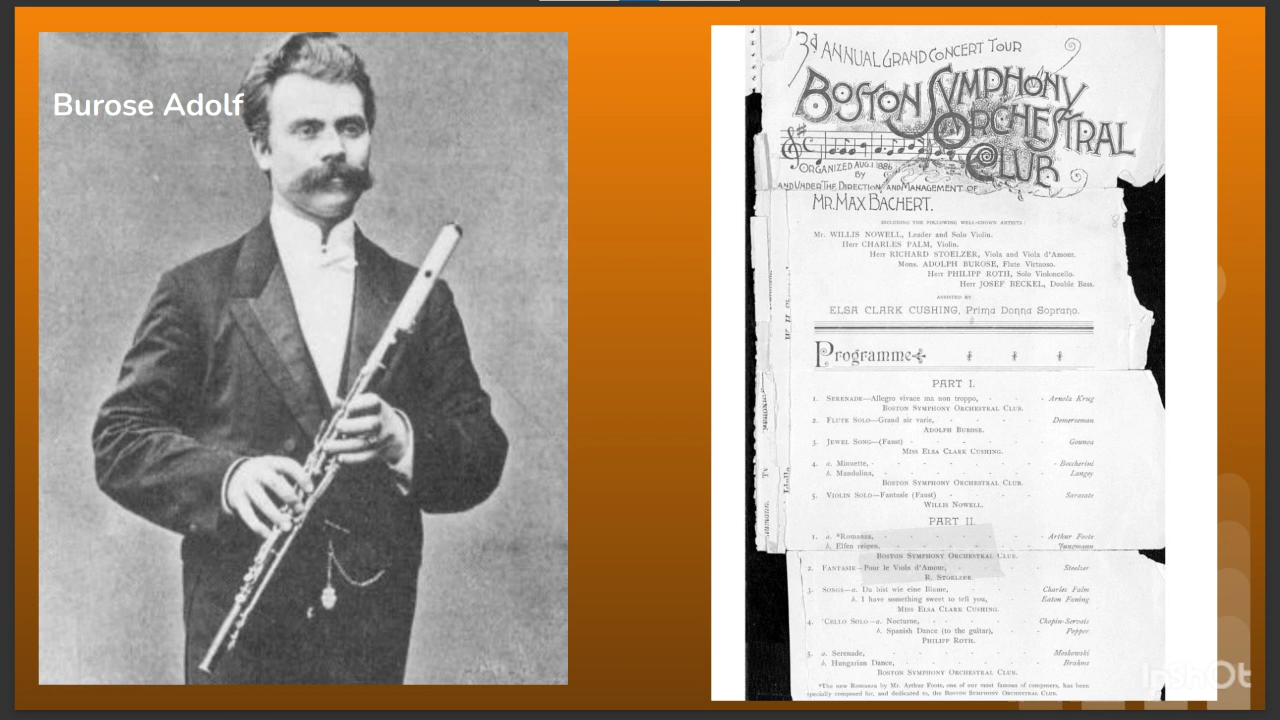 Burose Adolf
3d ANNUAL GRAND CONCERT TOUR
BOSTON SYMPHONY
ORCHESTRAL
CLUB
ORGANIZED AUG. 1 1886
BY
AND UNDER THE DIRECTION AND MANAGEMENT OF
MR. MAX BACHERT.
INCLUDING THE FOLLOWING WELL-KNOWN ARTISTS:
Mr. WILLIS NOWELL, Leader and Solo Violin.
Herr CHARLES PALM, Violin.
Herr RICHARD STOELZER, Viola and Viola d'Amour.
Mons. ADOLPH BUROSE, Flute Virtuoso.
Herr PHILIPP ROTH, Solo Violoncello.
Herr JOSEF BECKEL, Double Bass.
ASSISTED BY
ELSA CLARK CUSHING, Prima Donna Soprano.
Programme
PART I.
1. SERENADE—Allegro vivace ma non troppo, - - - Arnola Krug
BOSTON SYMPHONY ORCHESTRAL CLUB.
2. FLUTE SOLO—Grand air varie, - - - - Demerseman
ADOLPH BUROSE.
3. JEWEL SONG—(Faust) - - - - - Gounod
MISS ELSA CLARK CUSHING.
4. a. Minuette, - - - - - - - Boccherini
b. Mandolina, - - - - - - Langey
BOSTON SYMPHONY ORCHESTRAL CLUB.
5. VIOLIN SOLO—Fantasie (Faust) - - - - Sarasate
WILLIS NOWELL.
PART II.
1. a. *Romanza, - - - - - - Arthur Foote
b. Elfen reigen, - - - - - - Jungmann
BOSTON SYMPHONY ORCHESTRAL CLUB.
2. FANTASIE—Pour le Viola d'Amour, - - - - Stoelzer
R. STOELZER.
3. SONGS—a. Du bist wie eine Blume, - - - Charles Palm
b. I have something sweet to tell you, - - - Eaton Faning
MISS ELSA CLARK CUSHING.
4. 'CELLO SOLO—a. Nocturne, - - - - Chopin-Servais
b. Spanish Dance (to the guitar), - - Popper
PHILIPP ROTH.
5. a. Serenade, - - - - - - Moskowski
b. Hungarian Dance, - - - - - Brahms
BOSTON SYMPHONY ORCHESTRAL CLUB.
*The new Romanza by Mr. Arthur Foote, one of our most famous of composers, has been
specially composed for, and dedicated to, the BOSTON SYMPHONY ORCHESTRAL CLUB.
InShOt